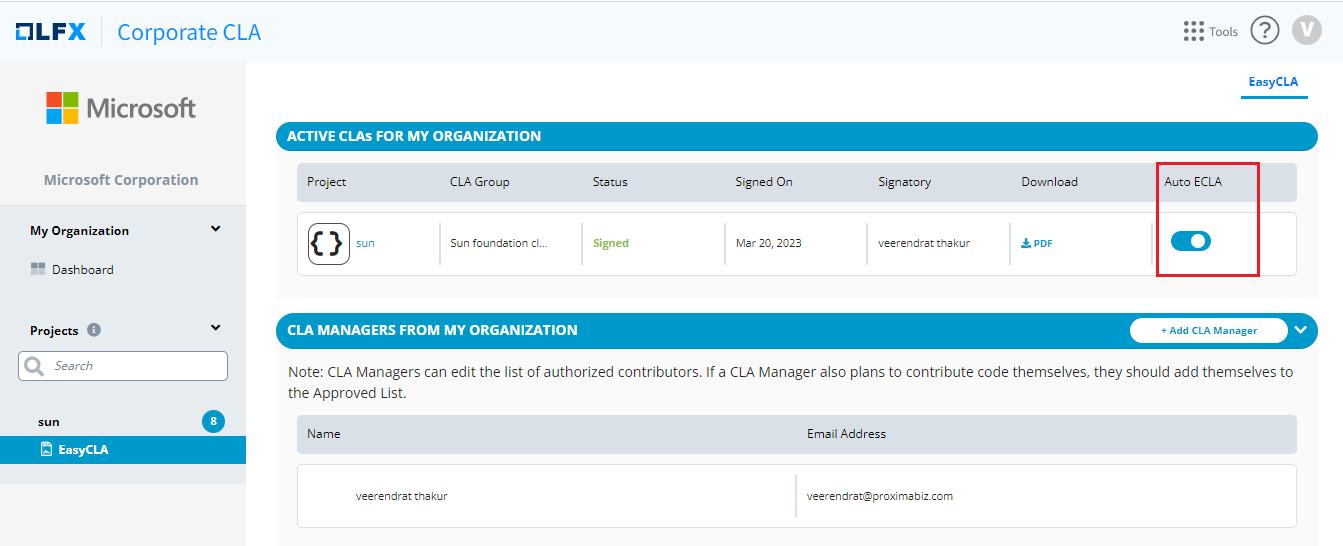 LFX Corporate CLA Tools ? V
Microsoft
Microsoft Corporation
My Organization
Dashboard
Projects i
Search
sun 8
EasyCLA
EasyCLA
ACTIVE CLAs FOR MY ORGANIZATION
Project CLA Group Status Signed On Signatory Download Auto ECLA
{} sun Sun foundation cl... Signed Mar 20, 2023 veerendrat thakur PDF
CLA MANAGERS FROM MY ORGANIZATION + Add CLA Manager
Note: CLA Managers can edit the list of authorized contributors. If a CLA Manager also plans to contribute code themselves, they should add themselves to
the Approved List.
Name Email Address
veerendrat thakur veerendrat@proximabiz.com